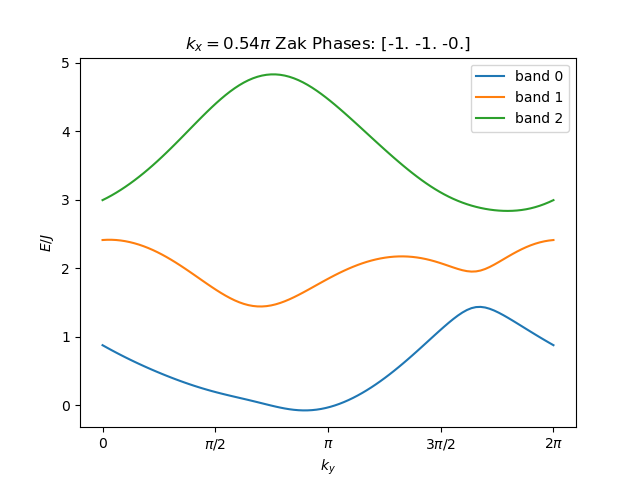 $k_x = 0.54\pi$ Zak Phases: [-1. -1. -0.]
5
4
3
2
1
0
E/J
band 0
band 1
band 2
0 π/2 π 3π/2 2π
$k_y$